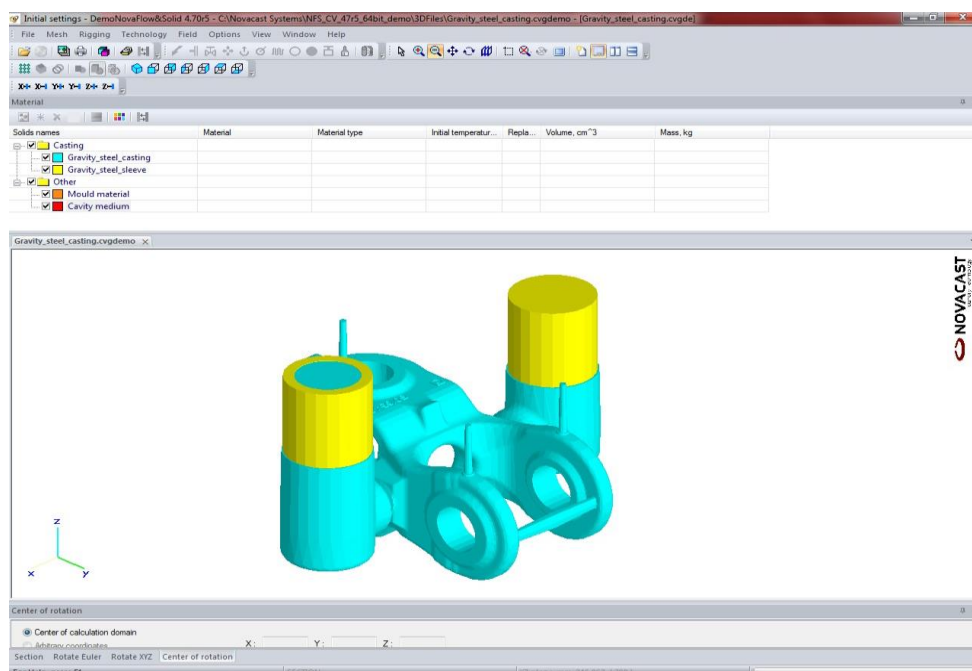 Initial settings - DemoNovaFlow&Solid 4.70r5 - C:\Novacast Systems\NFS_CV_47r5_64bit_demo\3DFiles\Gravity_steel_casting.cvgdemo - [Gravity_steel_casting.cvgde]
File Mesh Rigging Technology Field Options View Window Help
X+ X- Y+ Y- Z+ Z-
Material
Solids names Material Material type Initial temperatur... Repla... Volume, cm^3 Mass, kg
Casting
Gravity_steel_casting
Gravity_steel_sleeve
Other
Mould material
Cavity medium
Gravity_steel_casting.cvgdemo
NOVACAST
z
x
y
Center of rotation
Center of calculation domain
Arbitrary coordinates X: Y: Z:
Section Rotate Euler Rotate XYZ Center of rotation